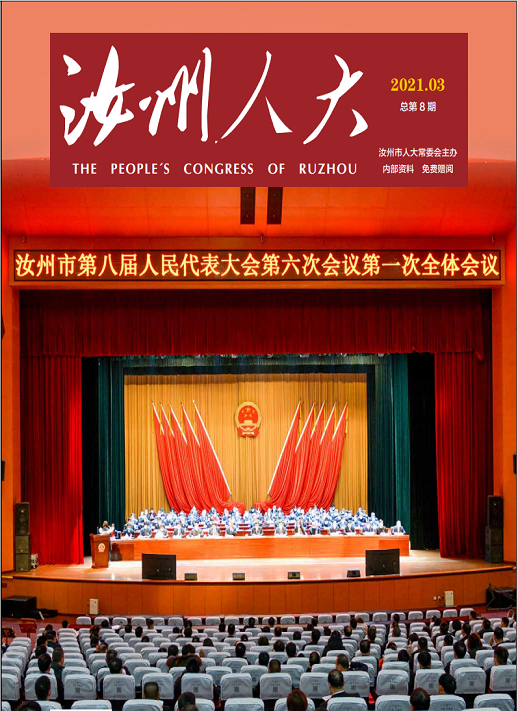 汝州人大
2021.03
总第8期
THE PEOPLE'S CONGRESS OF RUZHOU
汝州市人大常委会主办
内部资料 免费赠阅
汝州市第八届人民代表大会第六次会议第一次全体会议